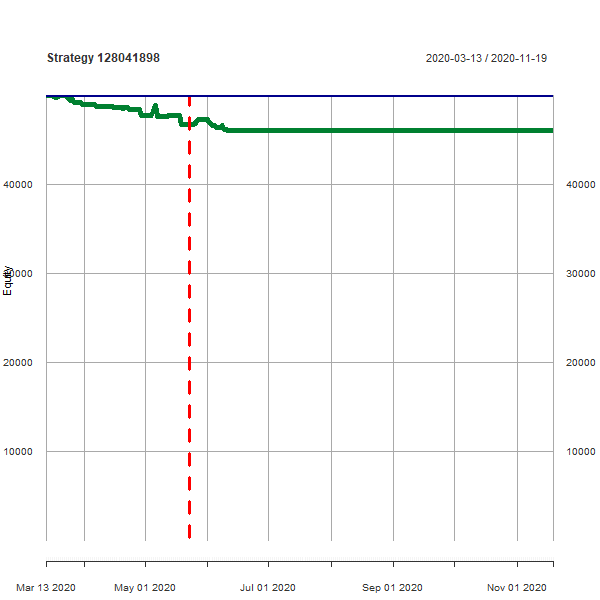 Strategy 128041898
2020-03-13 / 2020-11-19
40000
40000
Equity
30000
30000
20000
20000
10000
10000
Mar 13 2020
May 01 2020
Jul 01 2020
Sep 01 2020
Nov 01 2020